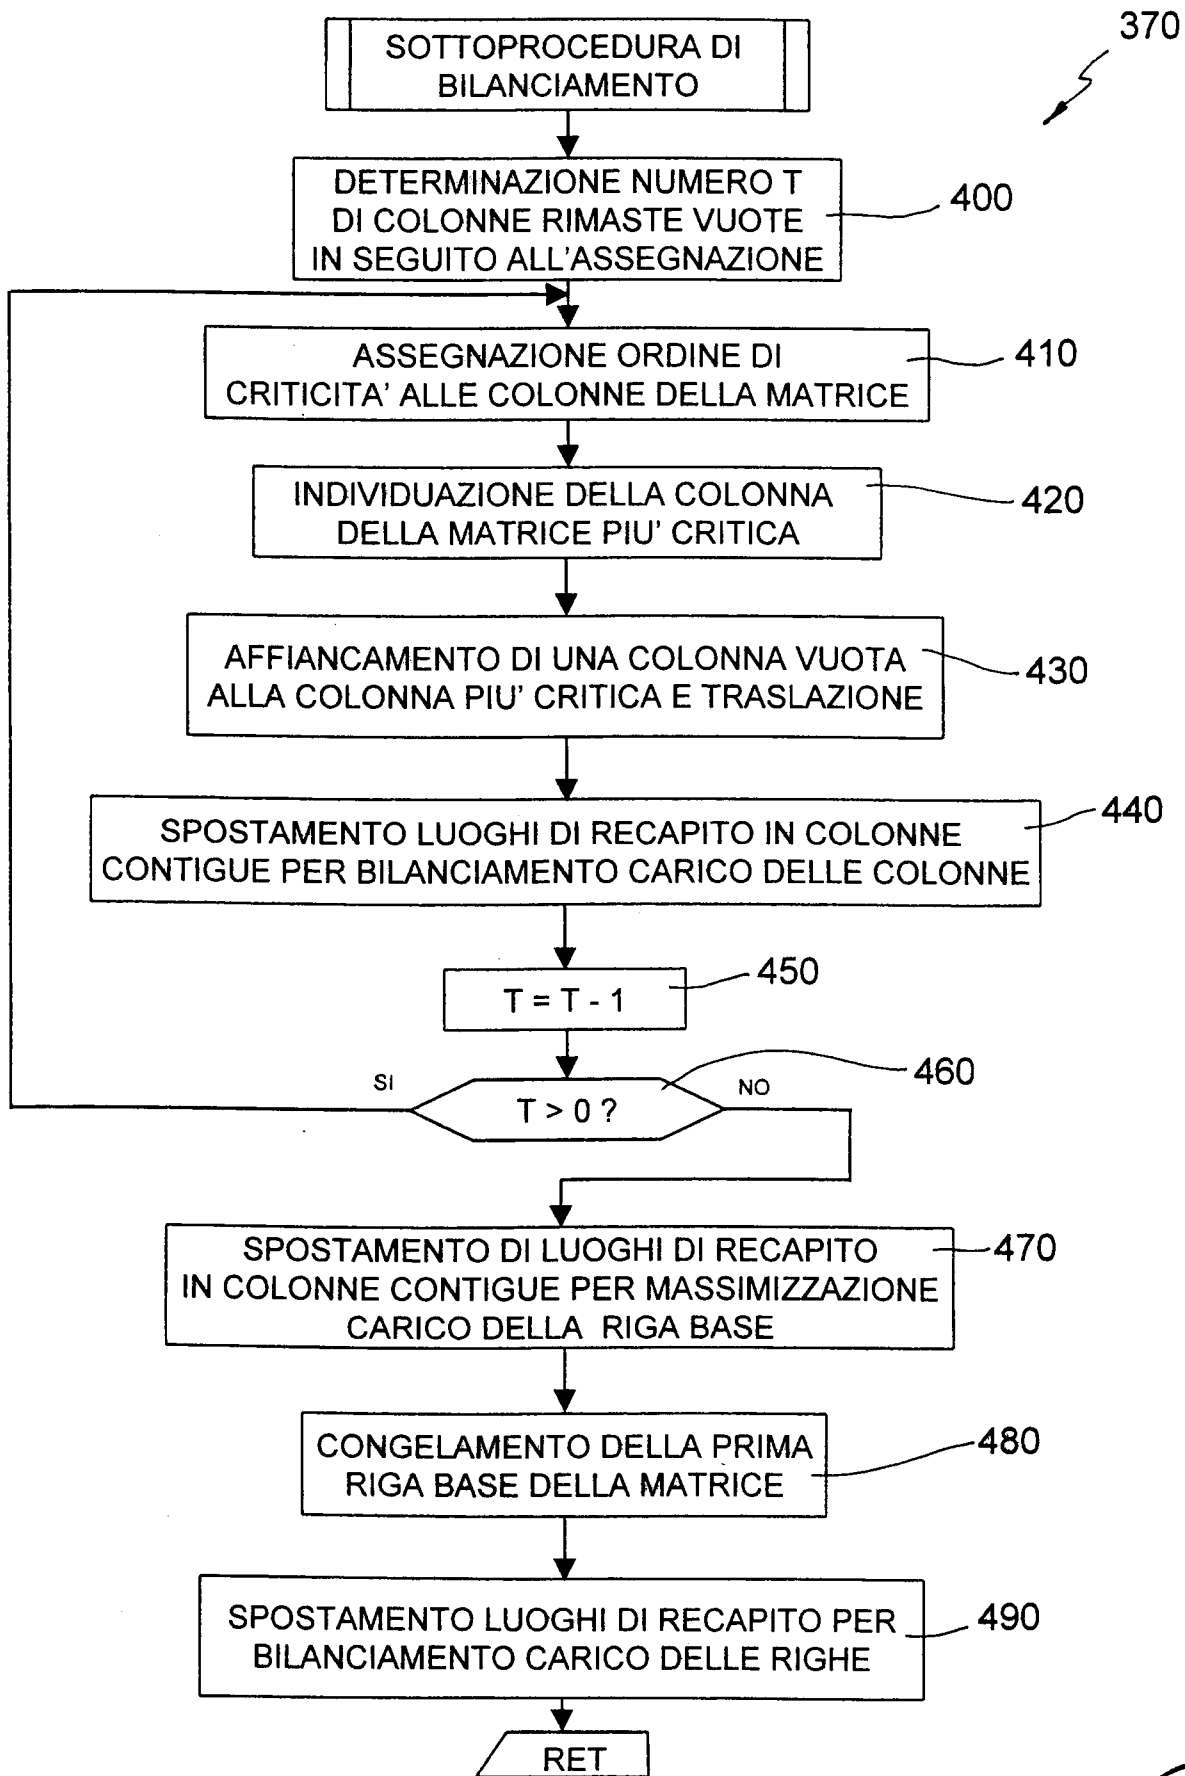 370
SOTTOPROCEDURA DI
BILANCIAMENTO
DETERMINAZIONE NUMERO T
DI COLONNE RIMASTE VUOTE
IN SEGUITO ALL'ASSEGNAZIONE
400
ASSEGNAZIONE ORDINE DI
CRITICITA' ALLE COLONNE DELLA MATRICE
410
INDIVIDUAZIONE DELLA COLONNA
DELLA MATRICE PIU' CRITICA
420
AFFIANCAMENTO DI UNA COLONNA VUOTA
ALLA COLONNA PIU' CRITICA E TRASLAZIONE
430
SPOSTAMENTO LUOGHI DI RECAPITO IN COLONNE
CONTIGUE PER BILANCIAMENTO CARICO DELLE COLONNE
440
T = T - 1
450
T > 0 ?
460
SI
NO
SPOSTAMENTO DI LUOGHI DI RECAPITO
IN COLONNE CONTIGUE PER MASSIMIZZAZIONE
CARICO DELLA RIGA BASE
470
CONGELAMENTO DELLA PRIMA
RIGA BASE DELLA MATRICE
480
SPOSTAMENTO LUOGHI DI RECAPITO PER
BILANCIAMENTO CARICO DELLE RIGHE
490
RET